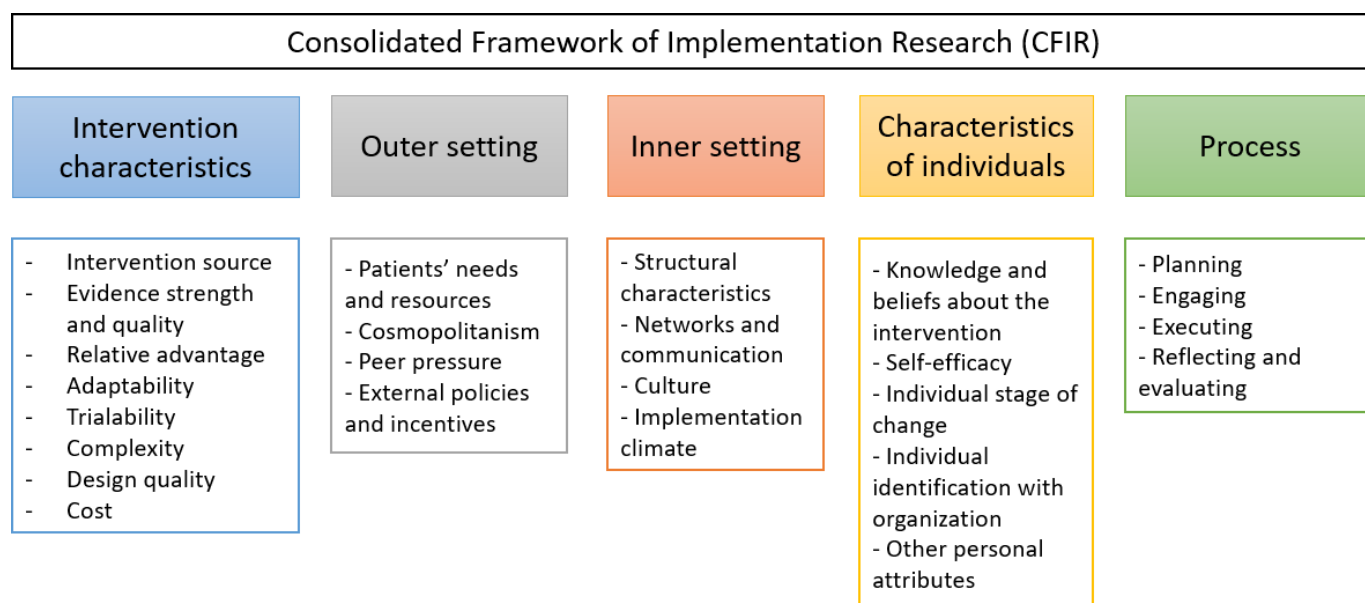 Consolidated Framework of Implementation Research (CFIR)
Intervention
characteristics
Outer setting
Inner setting
Characteristics
of individuals
Process
- Intervention source
- Evidence strength
and quality
- Relative advantage
- Adaptability
- Trialability
- Complexity
- Design quality
- Cost
- Patients’ needs
and resources
- Cosmopolitanism
- Peer pressure
- External policies
and incentives
- Structural
characteristics
- Networks and
communication
- Culture
- Implementation
climate
- Knowledge and
beliefs about the
intervention
- Self-efficacy
- Individual stage of
change
- Individual
identification with
organization
- Other personal
attributes
- Planning
- Engaging
- Executing
- Reflecting and
evaluating